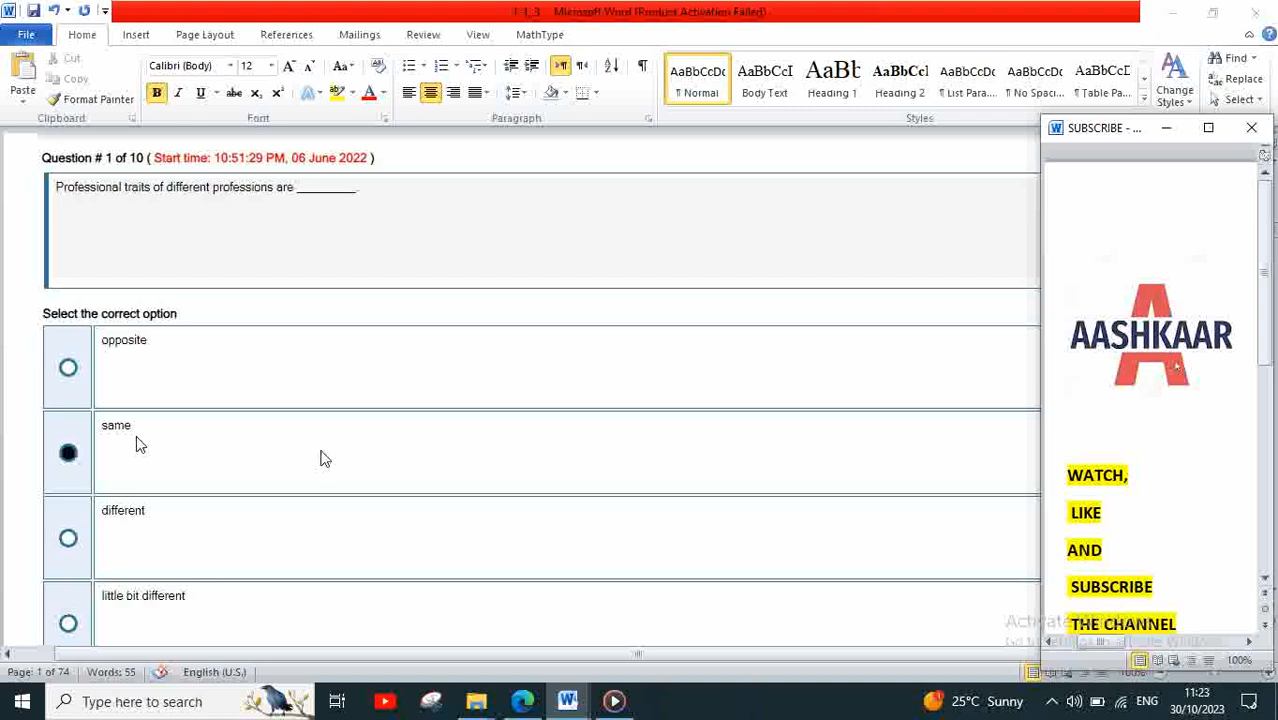 1-1,,3 - Microsoft Word (Product Activation Failed)
File Home Insert Page Layout References Mailings Review View MathType
Paste
Cut
Copy
Format Painter
Calibri (Body) 12
Clipboard Font Paragraph Styles
AaBbCcDc AaBbCcI AaBb( AaBbCcI AaBbCcDc AaBbCcDc AaBbCcDc
¶ Normal Body Text Heading 1 Heading 2 ¶ List Para... ¶ No Spaci... ¶ Table Pa...
Change
Styles
Find
Replace
Select
Question # 1 of 10 ( Start time: 10:51:29 PM, 06 June 2022 )
Professional traits of different professions are _________.
Select the correct option
opposite
same
different
little bit different
SUBSCRIBE - ...
AASHKAAR
WATCH,
LIKE
AND
SUBSCRIBE
THE CHANNEL
100%
Page: 1 of 74 Words: 55 English (U.S.)
100%
Type here to search
25°C Sunny
ENG
11:23
30/10/2023